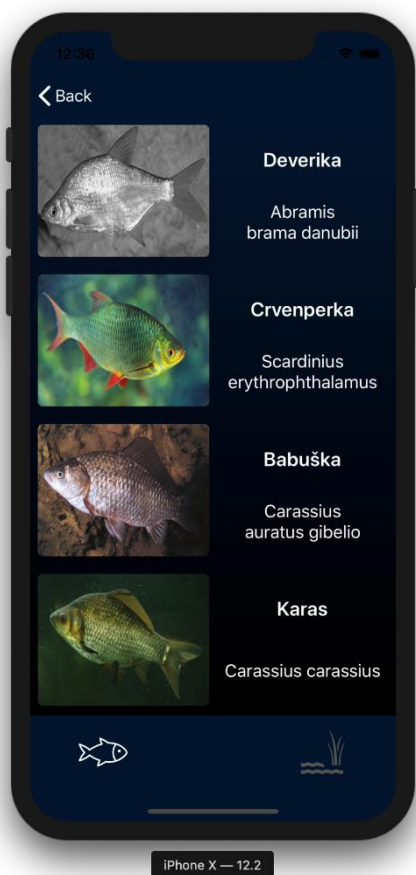 12:36
Back
Deverika
Abramis
brama danubii
Crvenperka
Scardinius
erythrophthalamus
Babuška
Carassius
auratus gibelio
Karas
Carassius carassius
iPhone X — 12.2